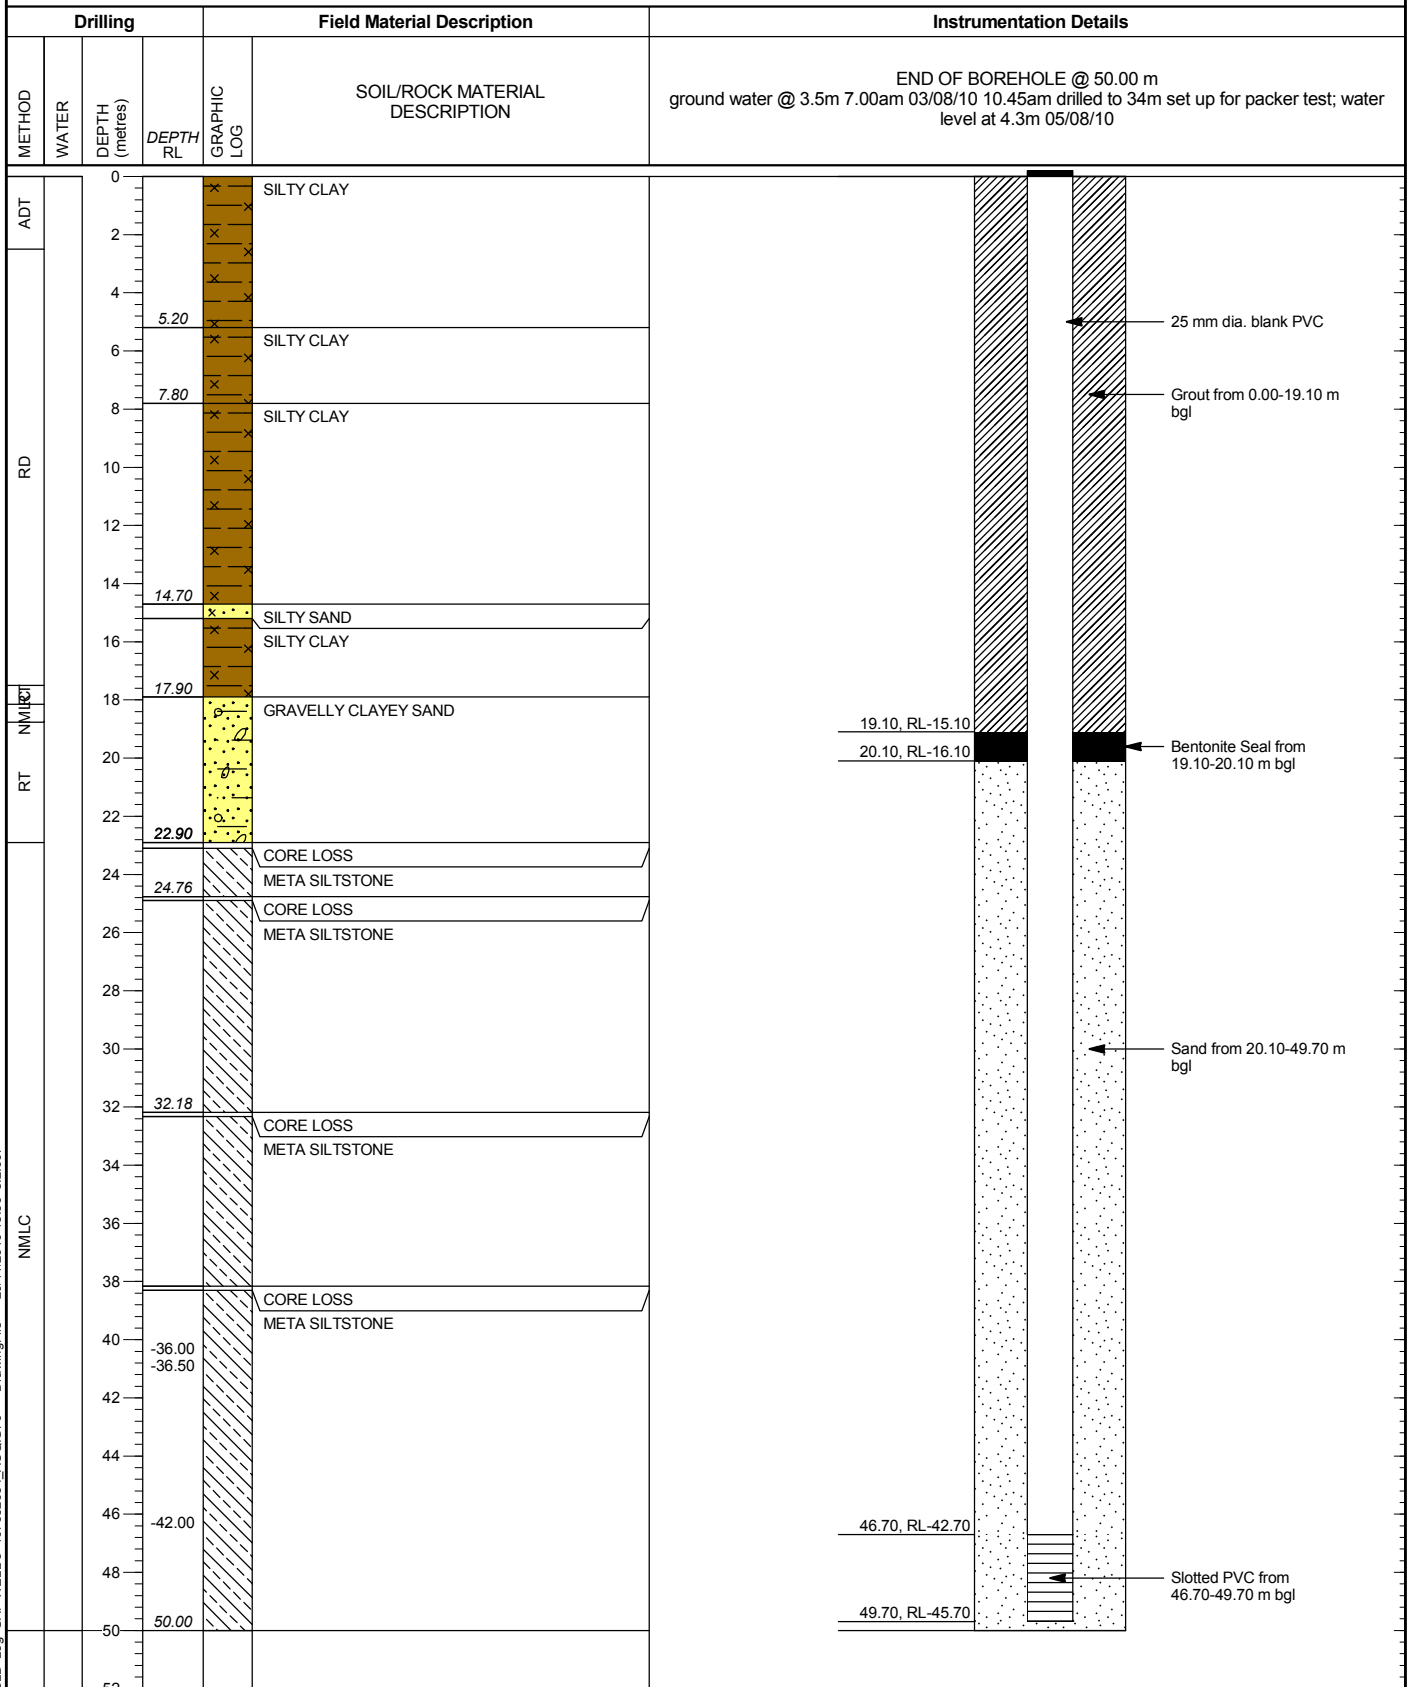 Drilling
Field Material Description
Instrumentation Details
METHOD
WATER
DEPTH
(metres)
DEPTH
RL
GRAPHIC
LOG
SOIL/ROCK MATERIAL
DESCRIPTION
END OF BOREHOLE @ 50.00 m
ground water @ 3.5m 7.00am 03/08/10 10.45am drilled to 34m set up for packer test; water
level at 4.3m 05/08/10
0
SILTY CLAY
ADT
2
4
5.20
25 mm dia. blank PVC
SILTY CLAY
6
7.80
Grout from 0.00-19.10 m
bgl
8
SILTY CLAY
RD
10
12
14
14.70
SILTY SAND
16
SILTY CLAY
17.90
18
GRAVELLY CLAYEY SAND
19.10, RL-15.10
20
20.10, RL-16.10
Bentonite Seal from
19.10-20.10 m bgl
RT
22
22.90
CORE LOSS
24
META SILTSTONE
24.76
CORE LOSS
26
META SILTSTONE
28
30
Sand from 20.10-49.70 m
bgl
32
32.18
CORE LOSS
META SILTSTONE
34
36
NMLC
38
CORE LOSS
META SILTSTONE
40
-36.00
-36.50
42
44
46
-42.00
46.70, RL-42.70
48
Slotted PVC from
46.70-49.70 m bgl
50.00
49.70, RL-45.70
50